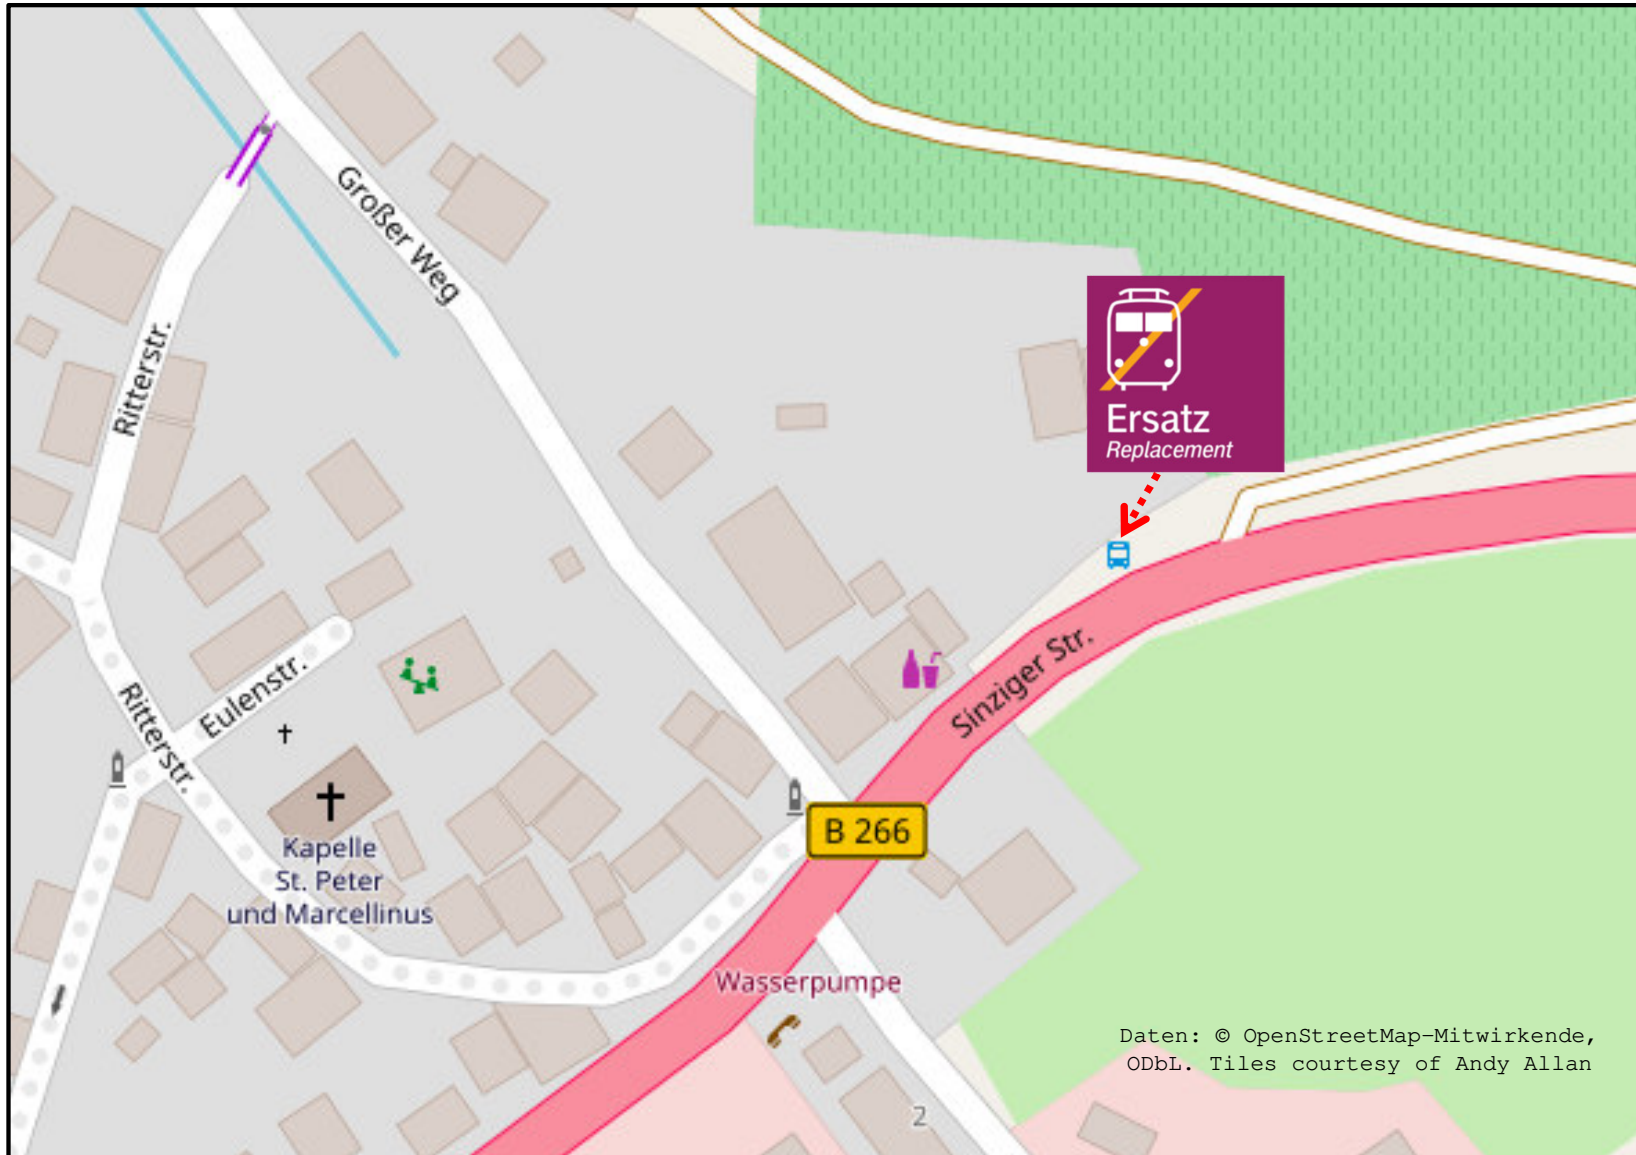 Großer Weg
Ritterstr.
Ersatz
Replacement
Sinziger Str.
Eulenstr.
Ritterstr.
B 266
Kapelle
St. Peter
und Marcellinus
Wasserpumpe
Daten: © OpenStreetMap-Mitwirkende,
ODbL. Tiles courtesy of Andy Allan
2